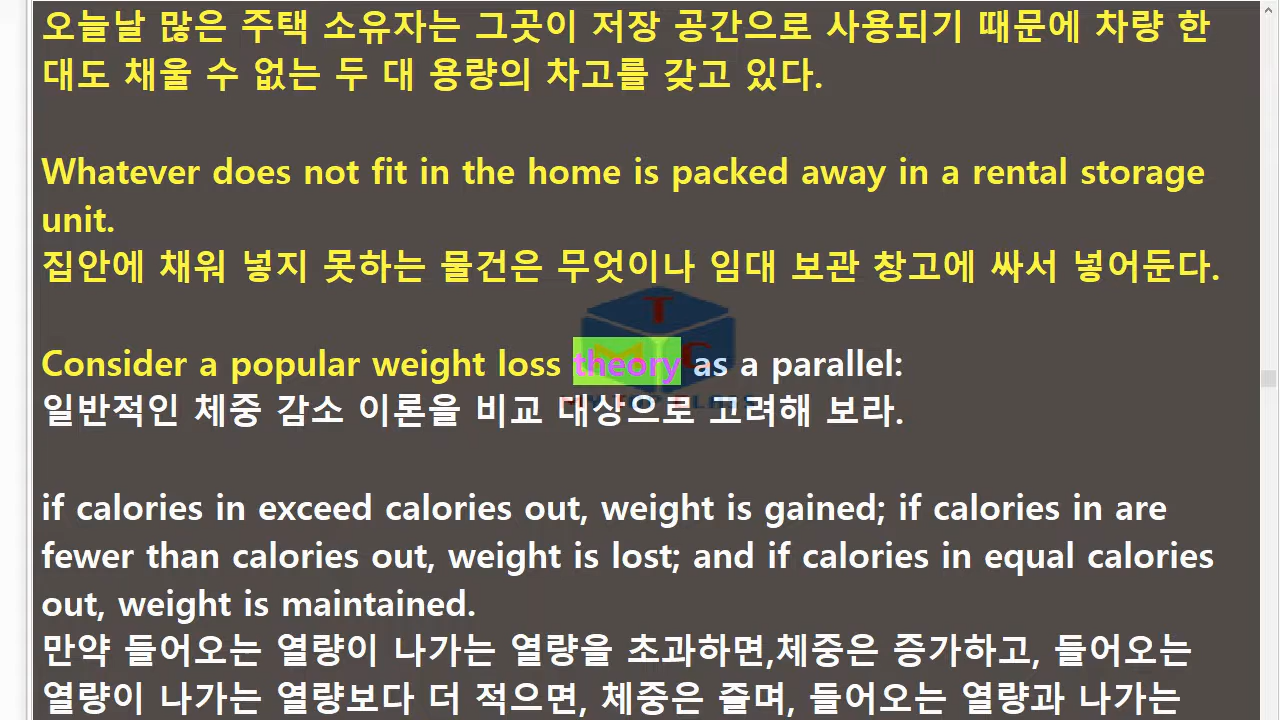 오늘날 많은 주택 소유자는 그곳이 저장 공간으로 사용되기 때문에 차량 한
대도 채울 수 없는 두 대 용량의 차고를 갖고 있다.
Whatever does not fit in the home is packed away in a rental storage
unit.
집안에 채워 넣지 못하는 물건은 무엇이나 임대 보관 창고에 싸서 넣어둔다.
Consider a popular weight loss theory as a parallel:
일반적인 체중 감소 이론을 비교 대상으로 고려해 보라.
if calories in exceed calories out, weight is gained; if calories in are
fewer than calories out, weight is lost; and if calories in equal calories
out, weight is maintained.
만약 들어오는 열량이 나가는 열량을 초과하면,체중은 증가하고, 들어오는
열량이 나가는 열량보다 더 적으면, 체중은 줄며, 들어오는 열량과 나가는